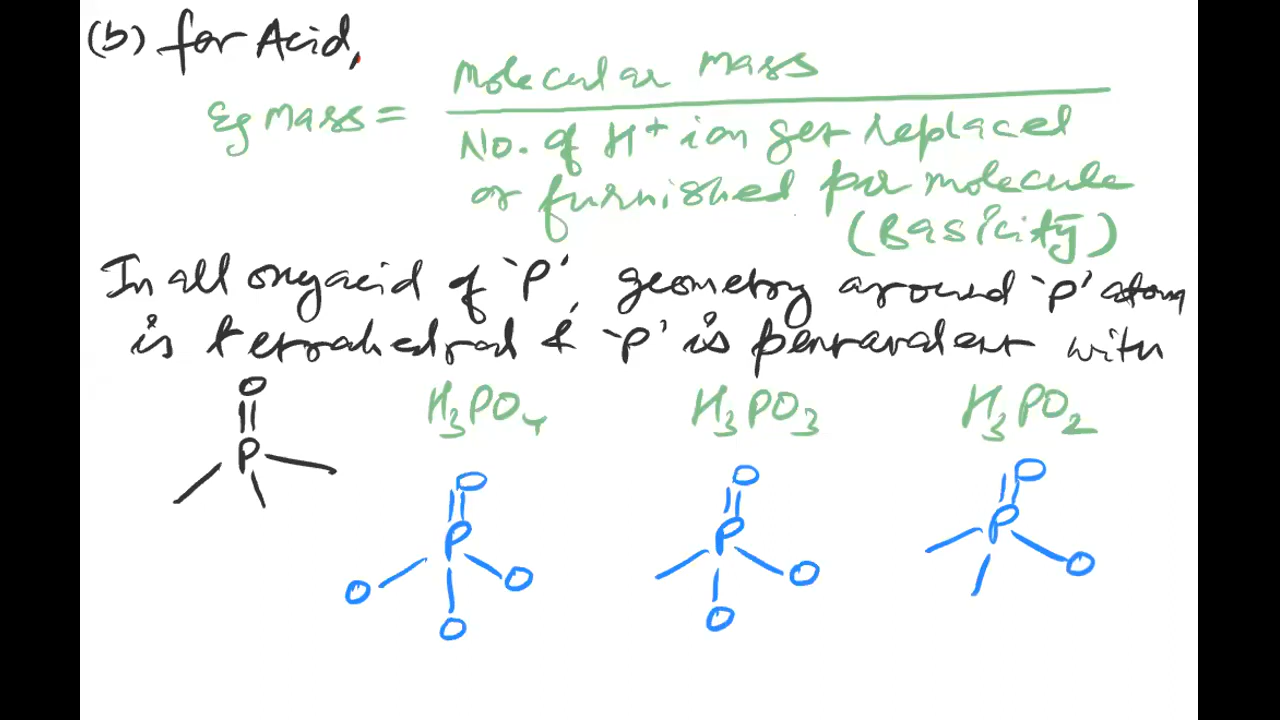 (b) for Acid,
Eq mass = Molecular mass
No. of H+ ion get replaced
or furnished per molecule
(Basicity)
In all oxyacid of 'P', geometry around 'p' atom
is tetrahedral & 'p' is pentavalent with
O
P
H3PO4 H3PO3 H3PO2
O O O
P P P
O O O O O O